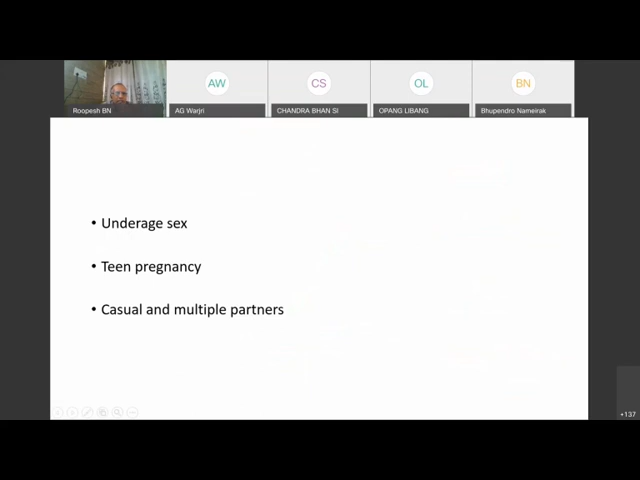 AW
CS
OL
BN
Roopesh BN
AG Warjri
CHANDRA BHAN SI
OPANG LIBANG
Bhupendro Nameirak
• Underage sex
• Teen pregnancy
• Casual and multiple partners
+137